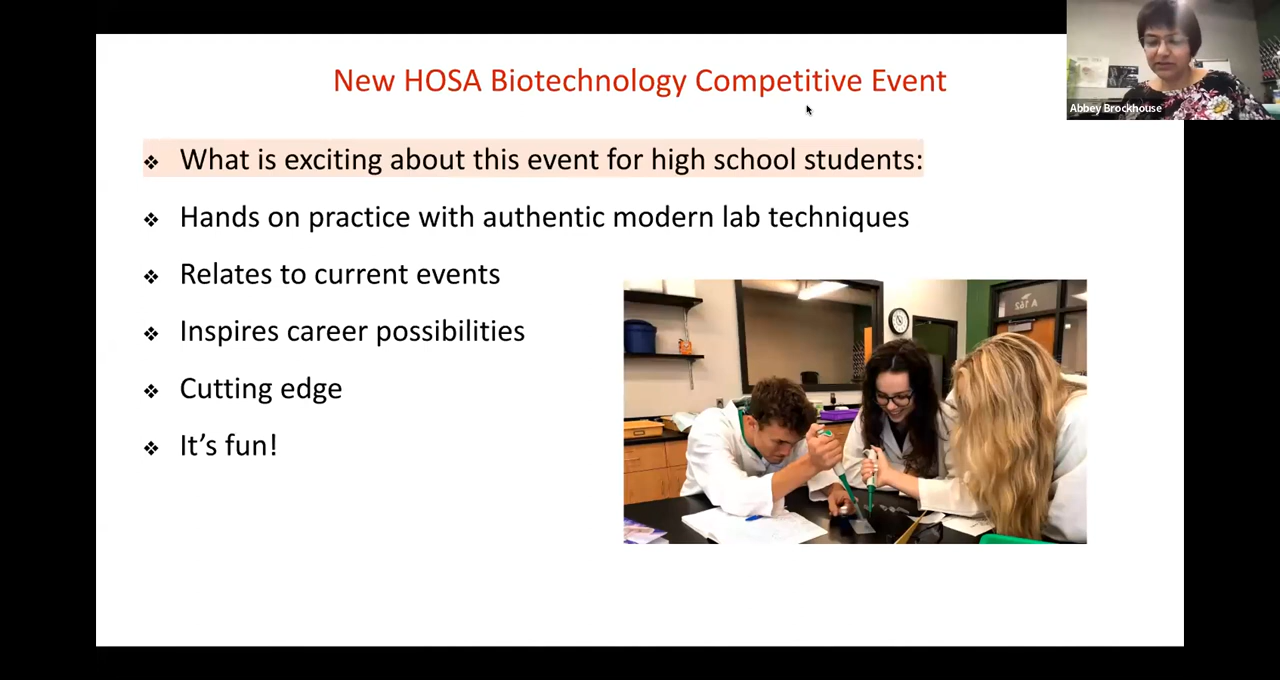 New HOSA Biotechnology Competitive Event
Abbey Brockhouse
❖ What is exciting about this event for high school students:
❖ Hands on practice with authentic modern lab techniques
❖ Relates to current events
❖ Inspires career possibilities
❖ Cutting edge
❖ It’s fun!
A 162